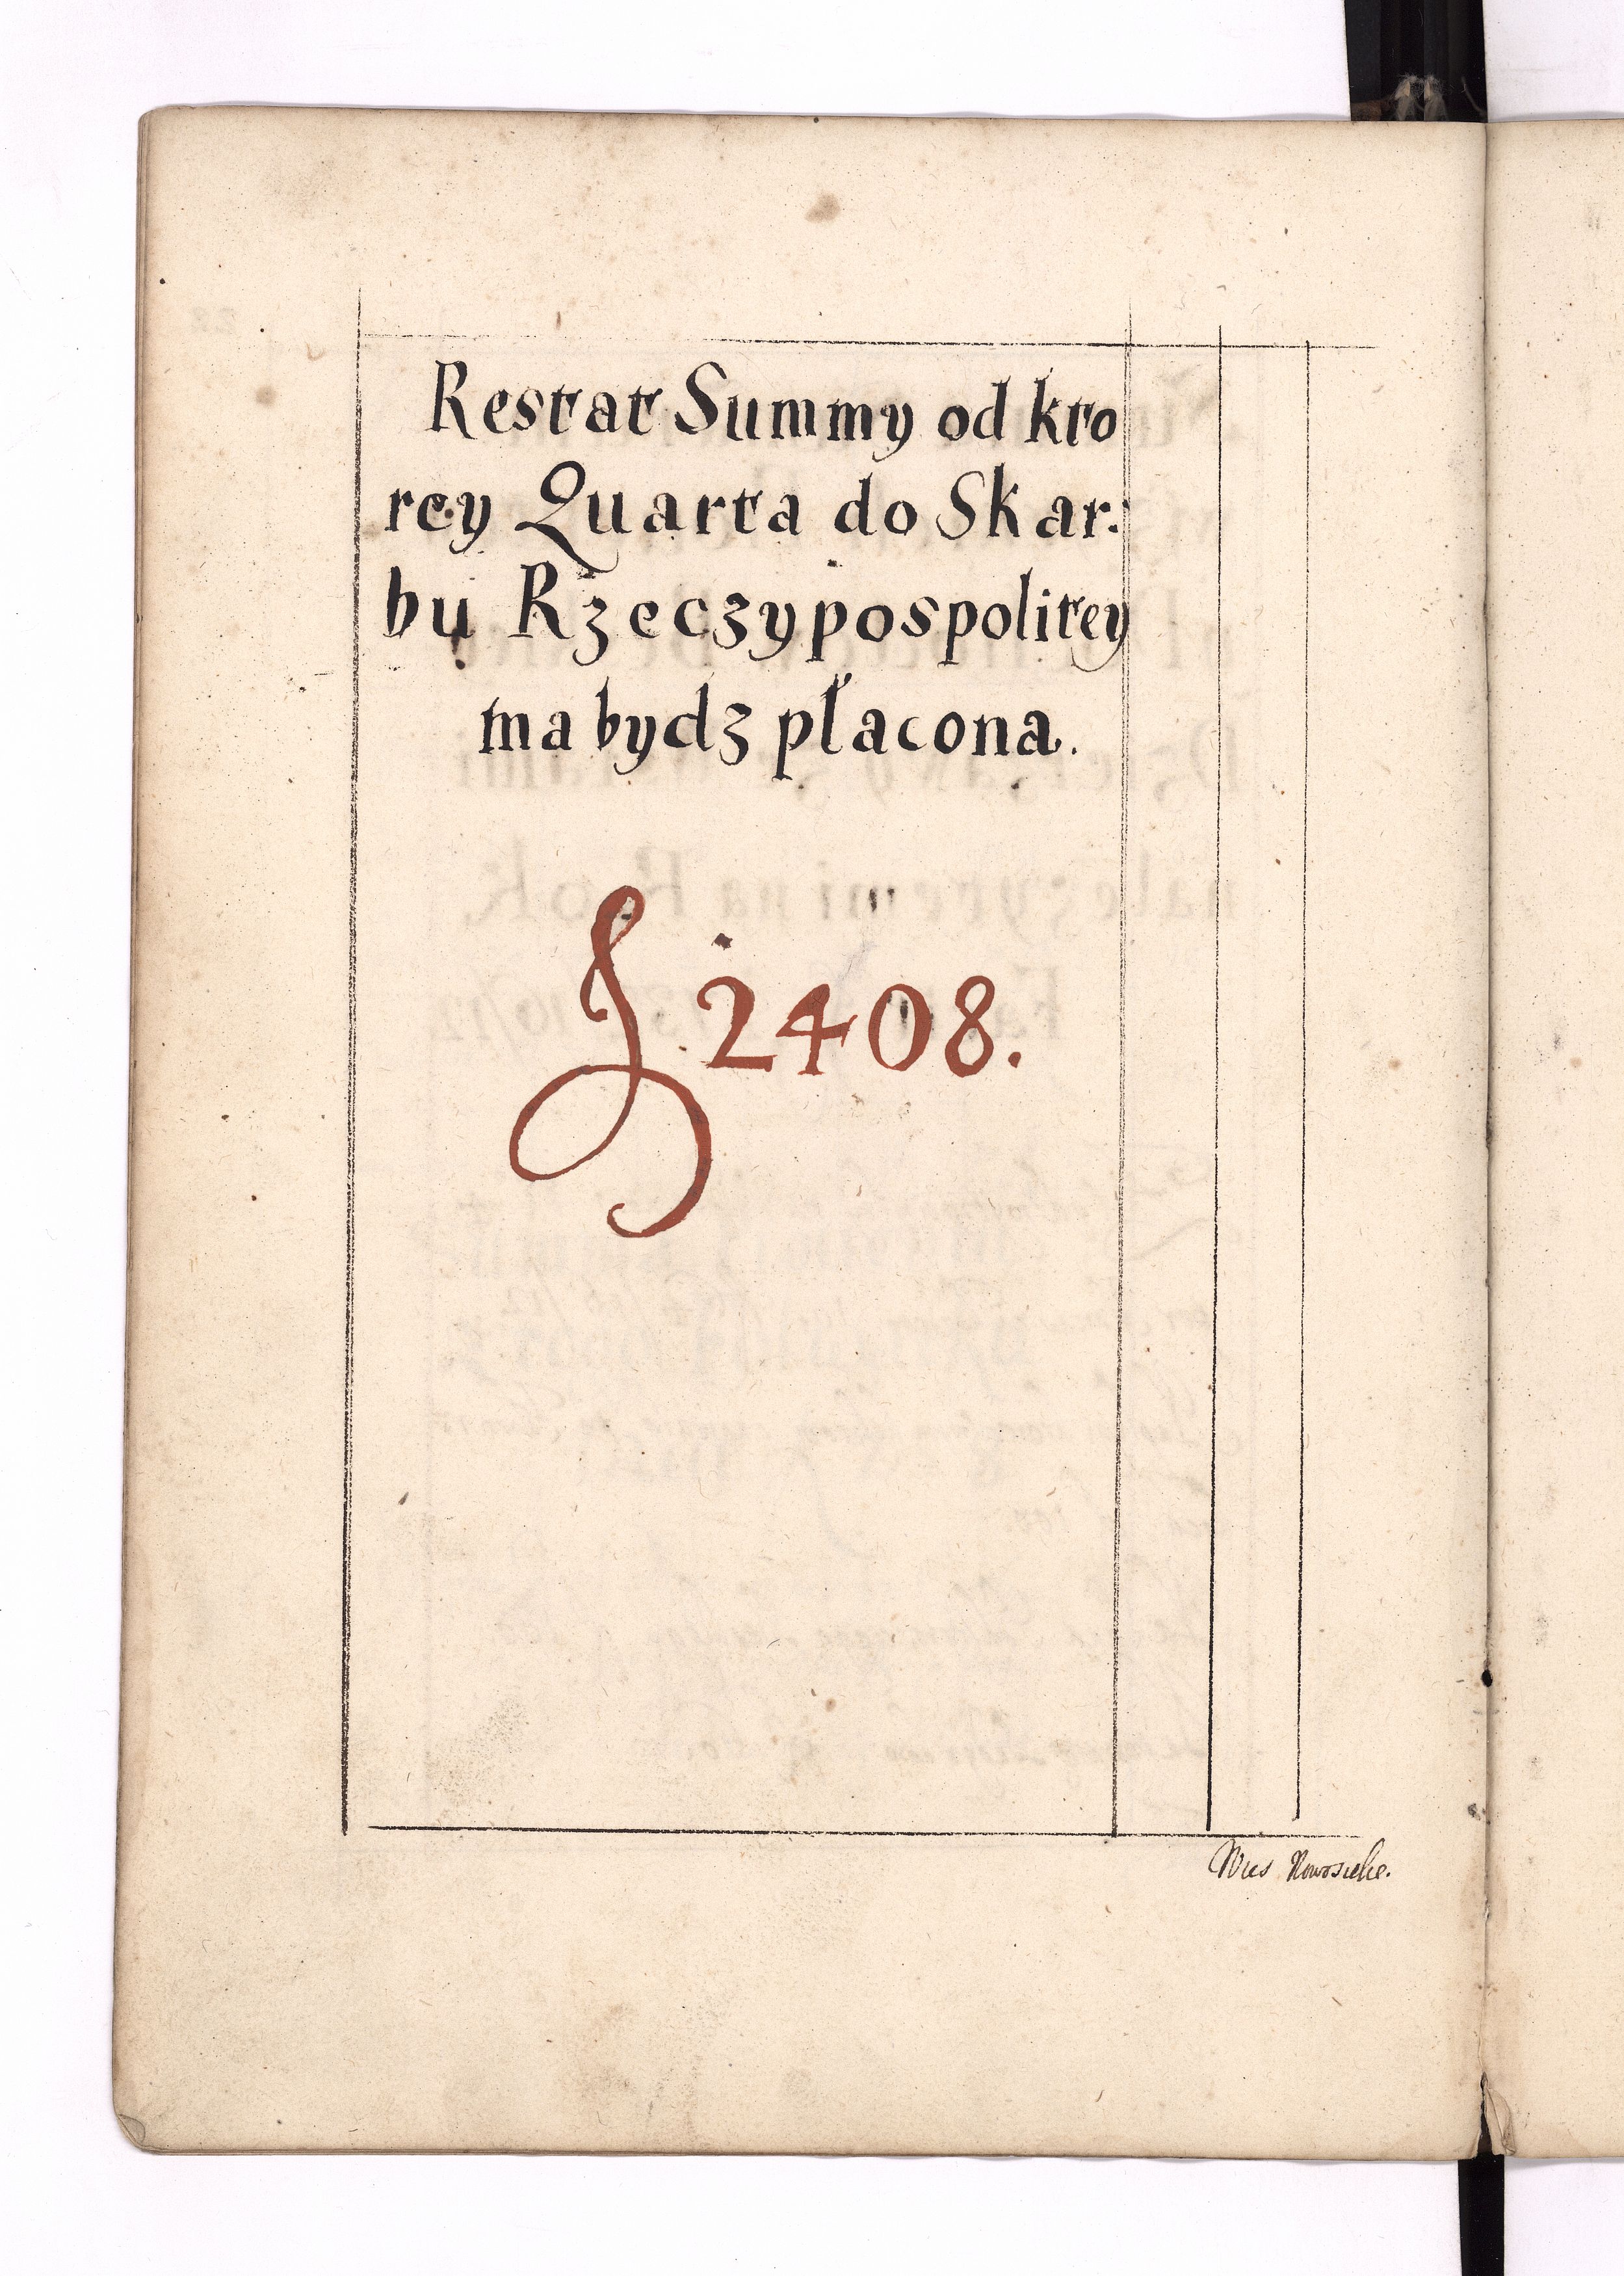 Restat Summy od kto
rey Quarta do Skar:
bu Rzeczypospolitey
ma bydz płacona.
ƒ 2408.
Wies Nowosielce.